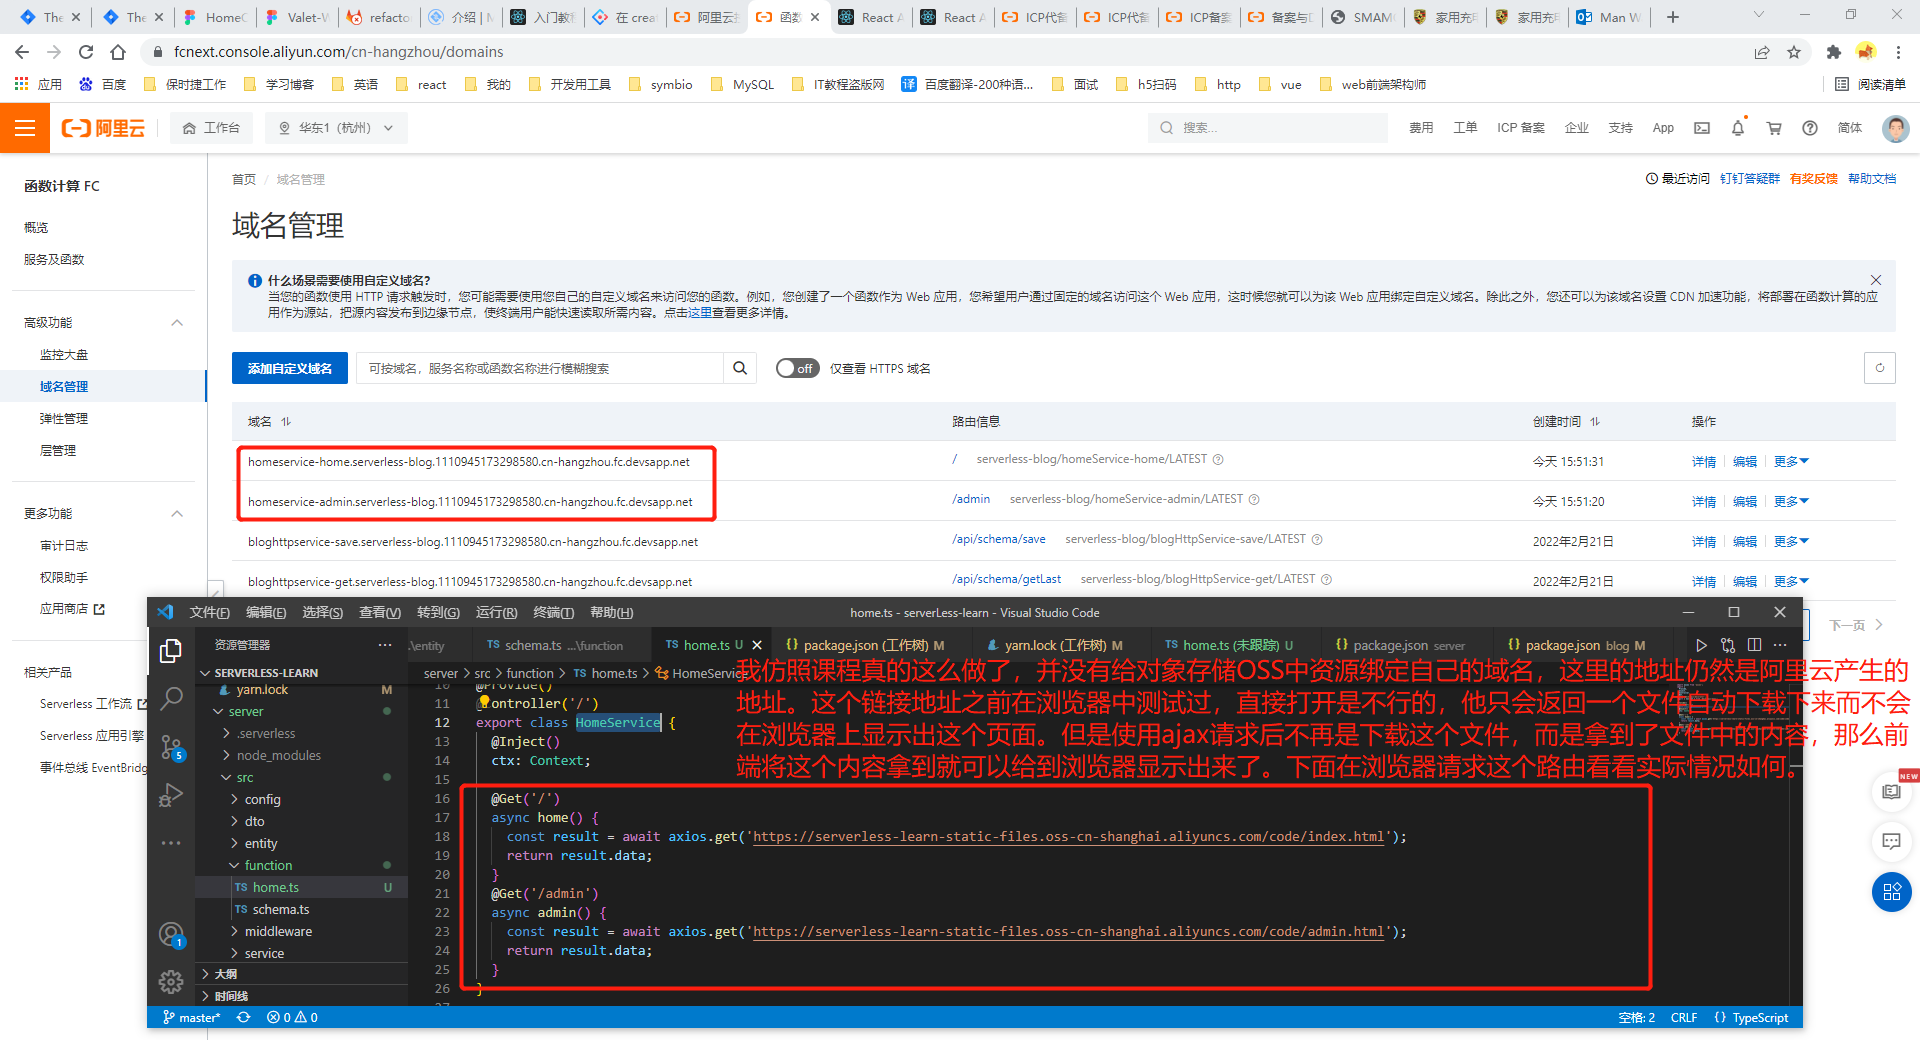 The
The
HomeC
Valet-W
refacto
介绍 | M
入门教
在 crea
阿里云
函数
React A
React A
ICP代备
ICP代备
ICP备案
备案与D
SMAM
家用充电
家用充电
Man W
fcnext.console.aliyun.com/cn-hangzhou/domains
应用
百度
保时捷工作
学习博客
英语
react
我的
开发用工具
symbio
MySQL
IT教程盗版网
百度翻译-200种语...
面试
h5扫码
http
vue
web前端架构师
阅读清单
阿里云
工作台
华东1（杭州）
搜索...
费用
工单
ICP 备案
企业
支持
App
简体
函数计算 FC
概览
服务及函数
高级功能
监控大盘
域名管理
弹性管理
层管理
更多功能
审计日志
权限助手
应用商店
相关产品
Serverless 工作流
Serverless 应用引擎
事件总线 EventBridg
首页 / 域名管理
最近访问
钉钉答疑群
有奖反馈
帮助文档
域名管理
什么场景需要使用自定义域名?
当您的函数使用 HTTP 请求触发时，您可能需要使用您自己的自定义域名来访问您的函数。例如，您创建了一个函数作为 Web 应用，您希望用户通过固定的域名访问这个 Web 应用，这时候您就可以为该 Web 应用绑定自定义域名。除此之外，您还可以为该域名设置 CDN 加速功能，将部署在函数计算的应
用作为源站，把源内容发布到边缘节点，使终端用户能快速读取所需内容。点击这里查看更多详情。
添加自定义域名
可按域名，服务名称或函数名称进行模糊搜索
off
仅查看 HTTPS 域名
域名
路由信息
创建时间
操作
homeservice-home.serverless-blog.1110945173298580.cn-hangzhou.fc.devsapp.net
/ serverless-blog/homeService-home/LATEST
今天 15:51:31
详情 编辑 更多
homeservice-admin.serverless-blog.1110945173298580.cn-hangzhou.fc.devsapp.net
/admin serverless-blog/homeService-admin/LATEST
今天 15:51:20
详情 编辑 更多
bloghttpservice-save.serverless-blog.1110945173298580.cn-hangzhou.fc.devsapp.net
/api/schema/save serverless-blog/blogHttpService-save/LATEST
2022年2月21日
详情 编辑 更多
bloghttpservice-get.serverless-blog.1110945173298580.cn-hangzhou.fc.devsapp.net
/api/schema/getLast serverless-blog/blogHttpService-get/LATEST
2022年2月21日
详情 编辑 更多
下一页
NEW
文件(F) 编辑(E) 选择(S) 查看(V) 转到(G) 运行(R) 终端(T) 帮助(H)
home.ts - serverLess-learn - Visual Studio Code
资源管理器
.\entity
TS schema.ts ...\function
TS home.ts U
{} package.json (工作树) M
yarn.lock (工作树) M
TS home.ts (未跟踪) U
{} package.json server
{} package.json blog M
SERVERLESS-LEARN
yarn.lock M
server
.serverless
node_modules
src
config
dto
entity
function
TS home.ts U
TS schema.ts
middleware
service
大纲
时间线
5
1
server > src > function > TS home.ts > HomeService
我仿照课程真的这么做了，并没有给对象存储OSS中资源绑定自己的域名，这里的地址仍然是阿里云产生的
地址。这个链接地址之前在浏览器中测试过，直接打开是不行的，他只会返回一个文件自动下载下来而不会
在浏览器上显示出这个页面。但是使用ajax请求后不再是下载这个文件，而是拿到了文件中的内容，那么前
端将这个内容拿到就可以给到浏览器显示出来了。下面在浏览器请求这个路由看看实际情况如何。
10 @Provide()
11 @Controller('/')
12 export class HomeService {
13 @Inject()
14 ctx: Context;
15
16 @Get('/')
17 async home() {
18 const result = await axios.get('https://serverless-learn-static-files.oss-cn-shanghai.aliyuncs.com/code/index.html');
19 return result.data;
20 }
21 @Get('/admin')
22 async admin() {
23 const result = await axios.get('https://serverless-learn-static-files.oss-cn-shanghai.aliyuncs.com/code/admin.html');
24 return result.data;
25 }
26 }
27
master*
0 0
空格: 2
CRLF
{} TypeScript